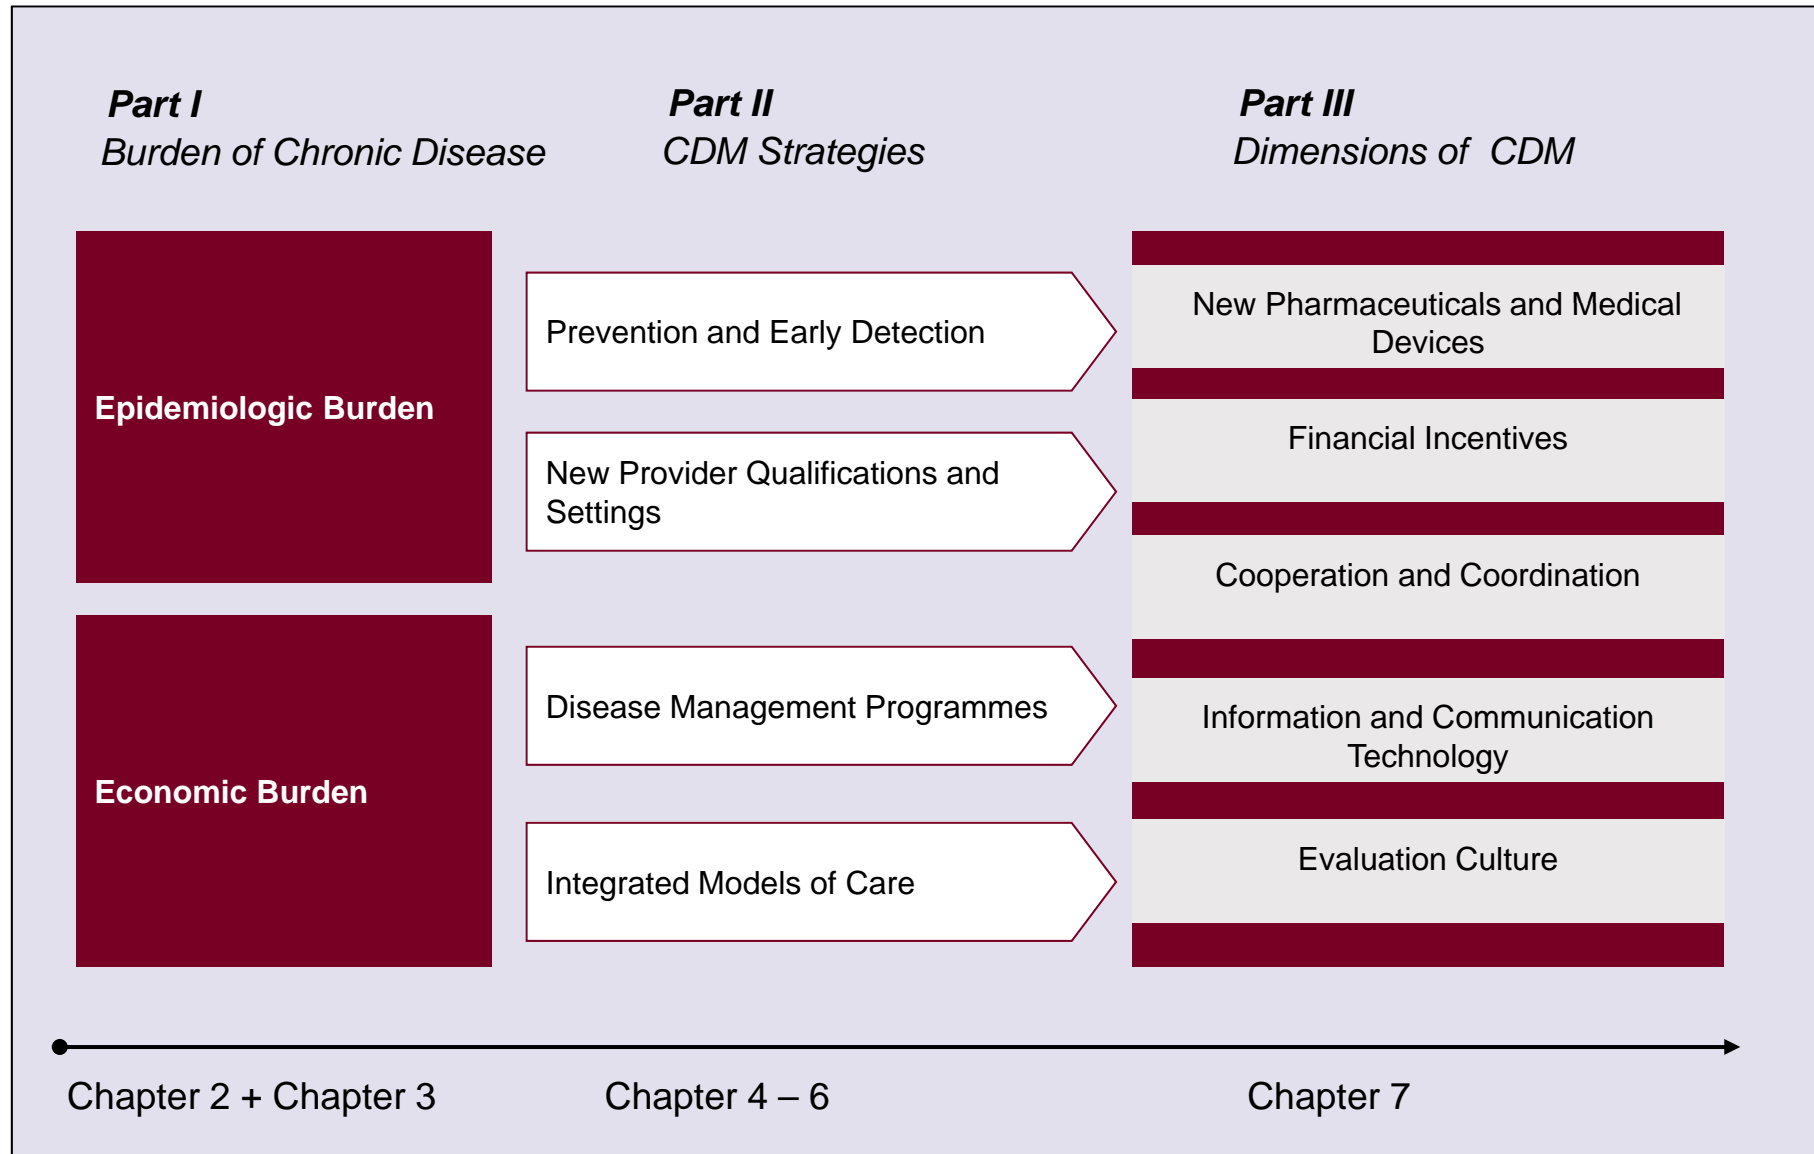 Part I
Burden of Chronic Disease
Part II
CDM Strategies
Part III
Dimensions of CDM
Epidemiologic Burden
Economic Burden
Prevention and Early Detection
New Provider Qualifications and
Settings
Disease Management Programmes
Integrated Models of Care
New Pharmaceuticals and Medical
Devices
Financial Incentives
Cooperation and Coordination
Information and Communication
Technology
Evaluation Culture
Chapter 2 + Chapter 3
Chapter 4 – 6
Chapter 7